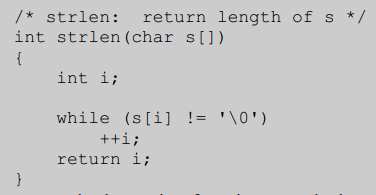 /* strlen:  return length of s */
int strlen(char s[])
{
    int i;

    while (s[i] != '\0')
        ++i;
    return i;
}